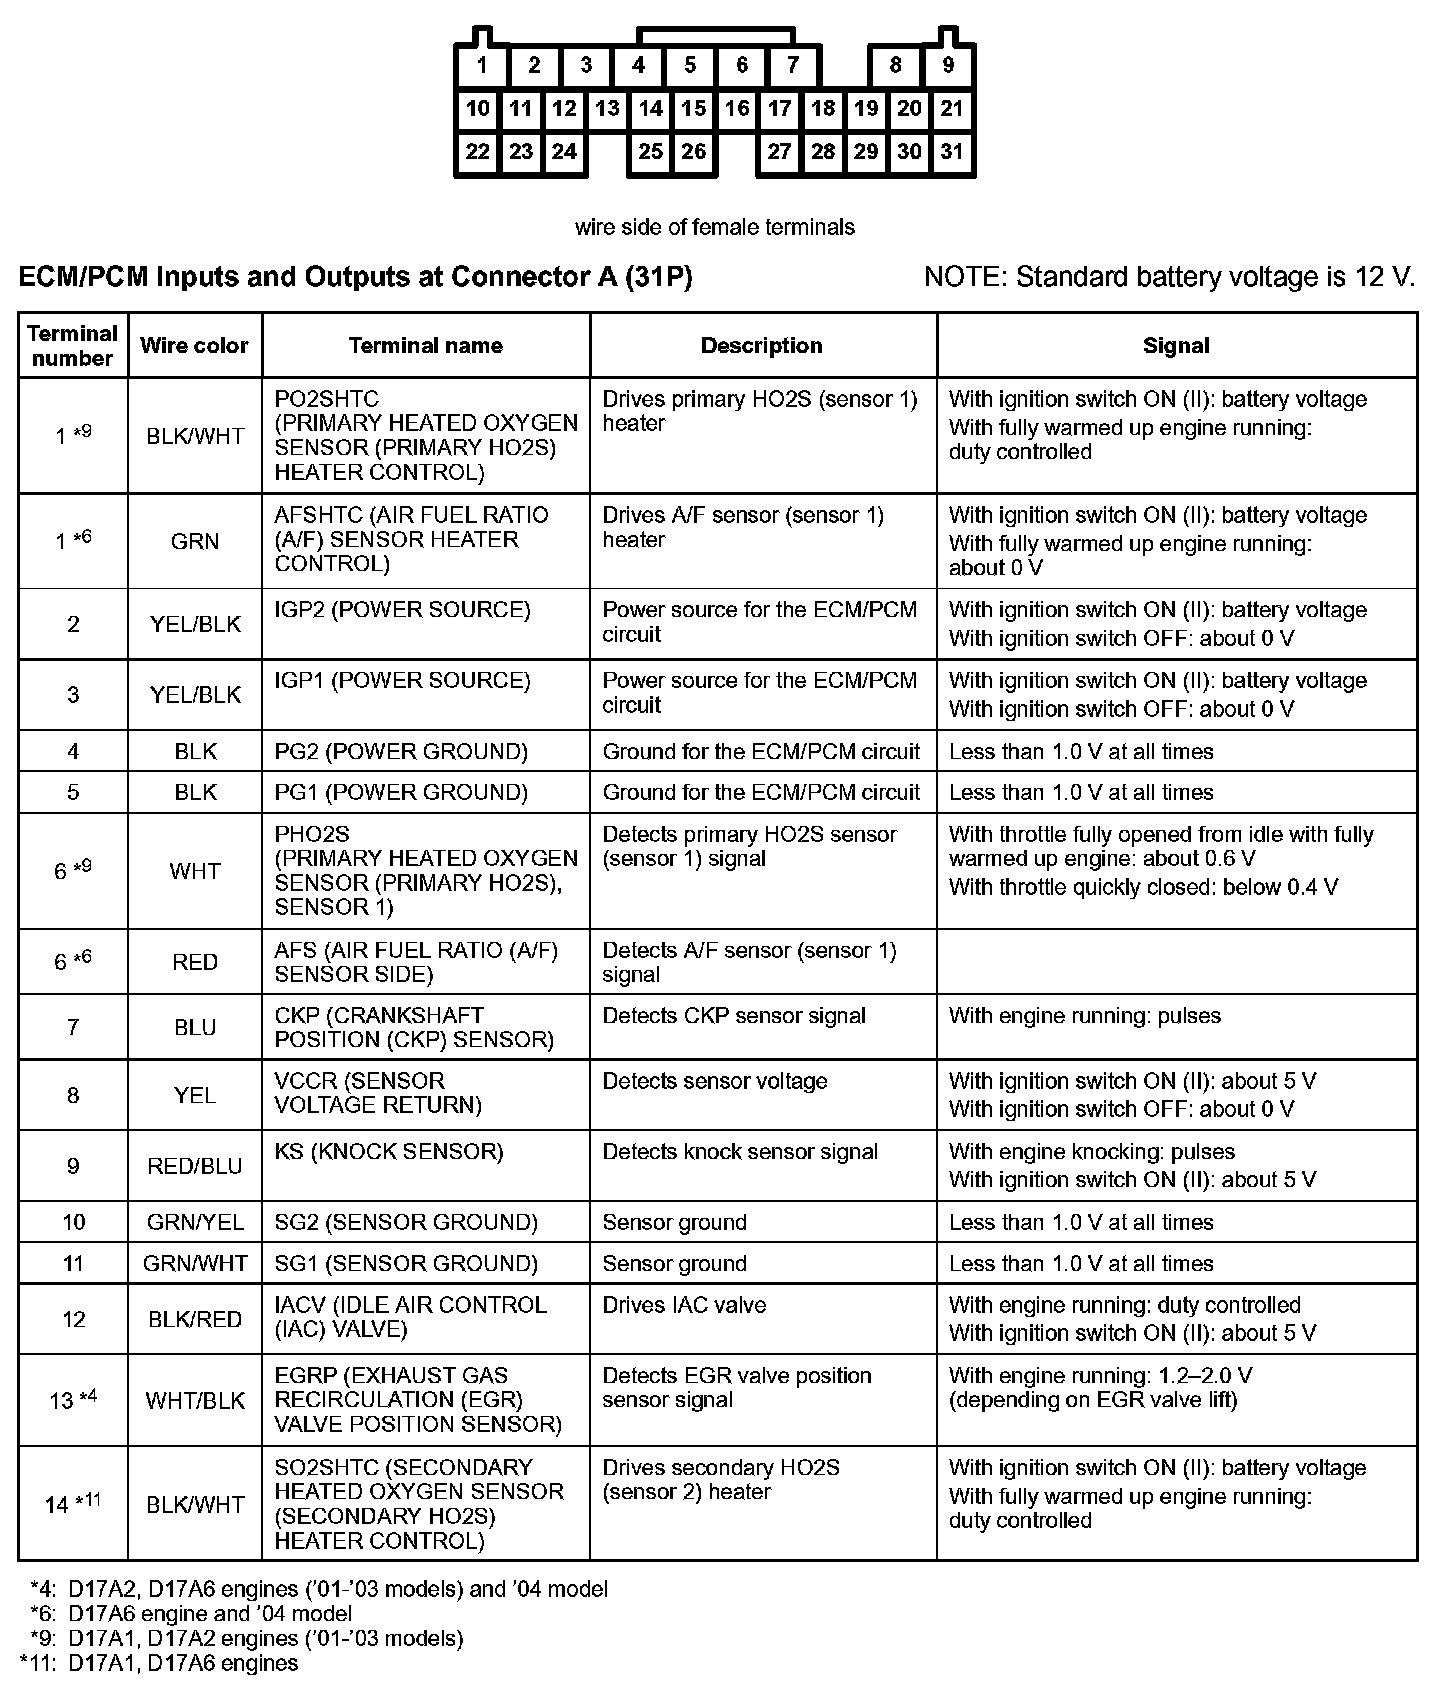 1 2 3 4 5 6 7 8 9
10 11 12 13 14 15 16 17 18 19 20 21
22 23 24 25 26 27 28 29 30 31
wire side of female terminals
ECM/PCM Inputs and Outputs at Connector A (31P)
NOTE: Standard battery voltage is 12 V.
Terminal
number
Wire color
Terminal name
Description
Signal
1 *9
BLK/WHT
PO2SHTC
(PRIMARY HEATED OXYGEN
SENSOR (PRIMARY HO2S)
HEATER CONTROL)
Drives primary HO2S (sensor 1)
heater
With ignition switch ON (II): battery voltage
With fully warmed up engine running:
duty controlled
1 *6
GRN
AFSHTC (AIR FUEL RATIO
(A/F) SENSOR HEATER
CONTROL)
Drives A/F sensor (sensor 1)
heater
With ignition switch ON (II): battery voltage
With fully warmed up engine running:
about 0 V
2
YEL/BLK
IGP2 (POWER SOURCE)
Power source for the ECM/PCM
circuit
With ignition switch ON (II): battery voltage
With ignition switch OFF: about 0 V
3
YEL/BLK
IGP1 (POWER SOURCE)
Power source for the ECM/PCM
circuit
With ignition switch ON (II): battery voltage
With ignition switch OFF: about 0 V
4
BLK
PG2 (POWER GROUND)
Ground for the ECM/PCM circuit
Less than 1.0 V at all times
5
BLK
PG1 (POWER GROUND)
Ground for the ECM/PCM circuit
Less than 1.0 V at all times
6 *9
WHT
PHO2S
(PRIMARY HEATED OXYGEN
SENSOR (PRIMARY HO2S),
SENSOR 1)
Detects primary HO2S sensor
(sensor 1) signal
With throttle fully opened from idle with fully
warmed up engine: about 0.6 V
With throttle quickly closed: below 0.4 V
6 *6
RED
AFS (AIR FUEL RATIO (A/F)
SENSOR SIDE)
Detects A/F sensor (sensor 1)
signal
7
BLU
CKP (CRANKSHAFT
POSITION (CKP) SENSOR)
Detects CKP sensor signal
With engine running: pulses
8
YEL
VCCR (SENSOR
VOLTAGE RETURN)
Detects sensor voltage
With ignition switch ON (II): about 5 V
With ignition switch OFF: about 0 V
9
RED/BLU
KS (KNOCK SENSOR)
Detects knock sensor signal
With engine knocking: pulses
With ignition switch ON (II): about 5 V
10
GRN/YEL
SG2 (SENSOR GROUND)
Sensor ground
Less than 1.0 V at all times
11
GRN/WHT
SG1 (SENSOR GROUND)
Sensor ground
Less than 1.0 V at all times
12
BLK/RED
IACV (IDLE AIR CONTROL
(IAC) VALVE)
Drives IAC valve
With engine running: duty controlled
With ignition switch ON (II): about 5 V
13 *4
WHT/BLK
EGRP (EXHAUST GAS
RECIRCULATION (EGR)
VALVE POSITION SENSOR)
Detects EGR valve position
sensor signal
With engine running: 1.2–2.0 V
(depending on EGR valve lift)
14 *11
BLK/WHT
SO2SHTC (SECONDARY
HEATED OXYGEN SENSOR
(SECONDARY HO2S)
HEATER CONTROL)
Drives secondary HO2S
(sensor 2) heater
With ignition switch ON (II): battery voltage
With fully warmed up engine running:
duty controlled
*4: D17A2, D17A6 engines (’01-’03 models) and ’04 model
*6: D17A6 engine and ’04 model
*9: D17A1, D17A2 engines (’01-’03 models)
*11: D17A1, D17A6 engines